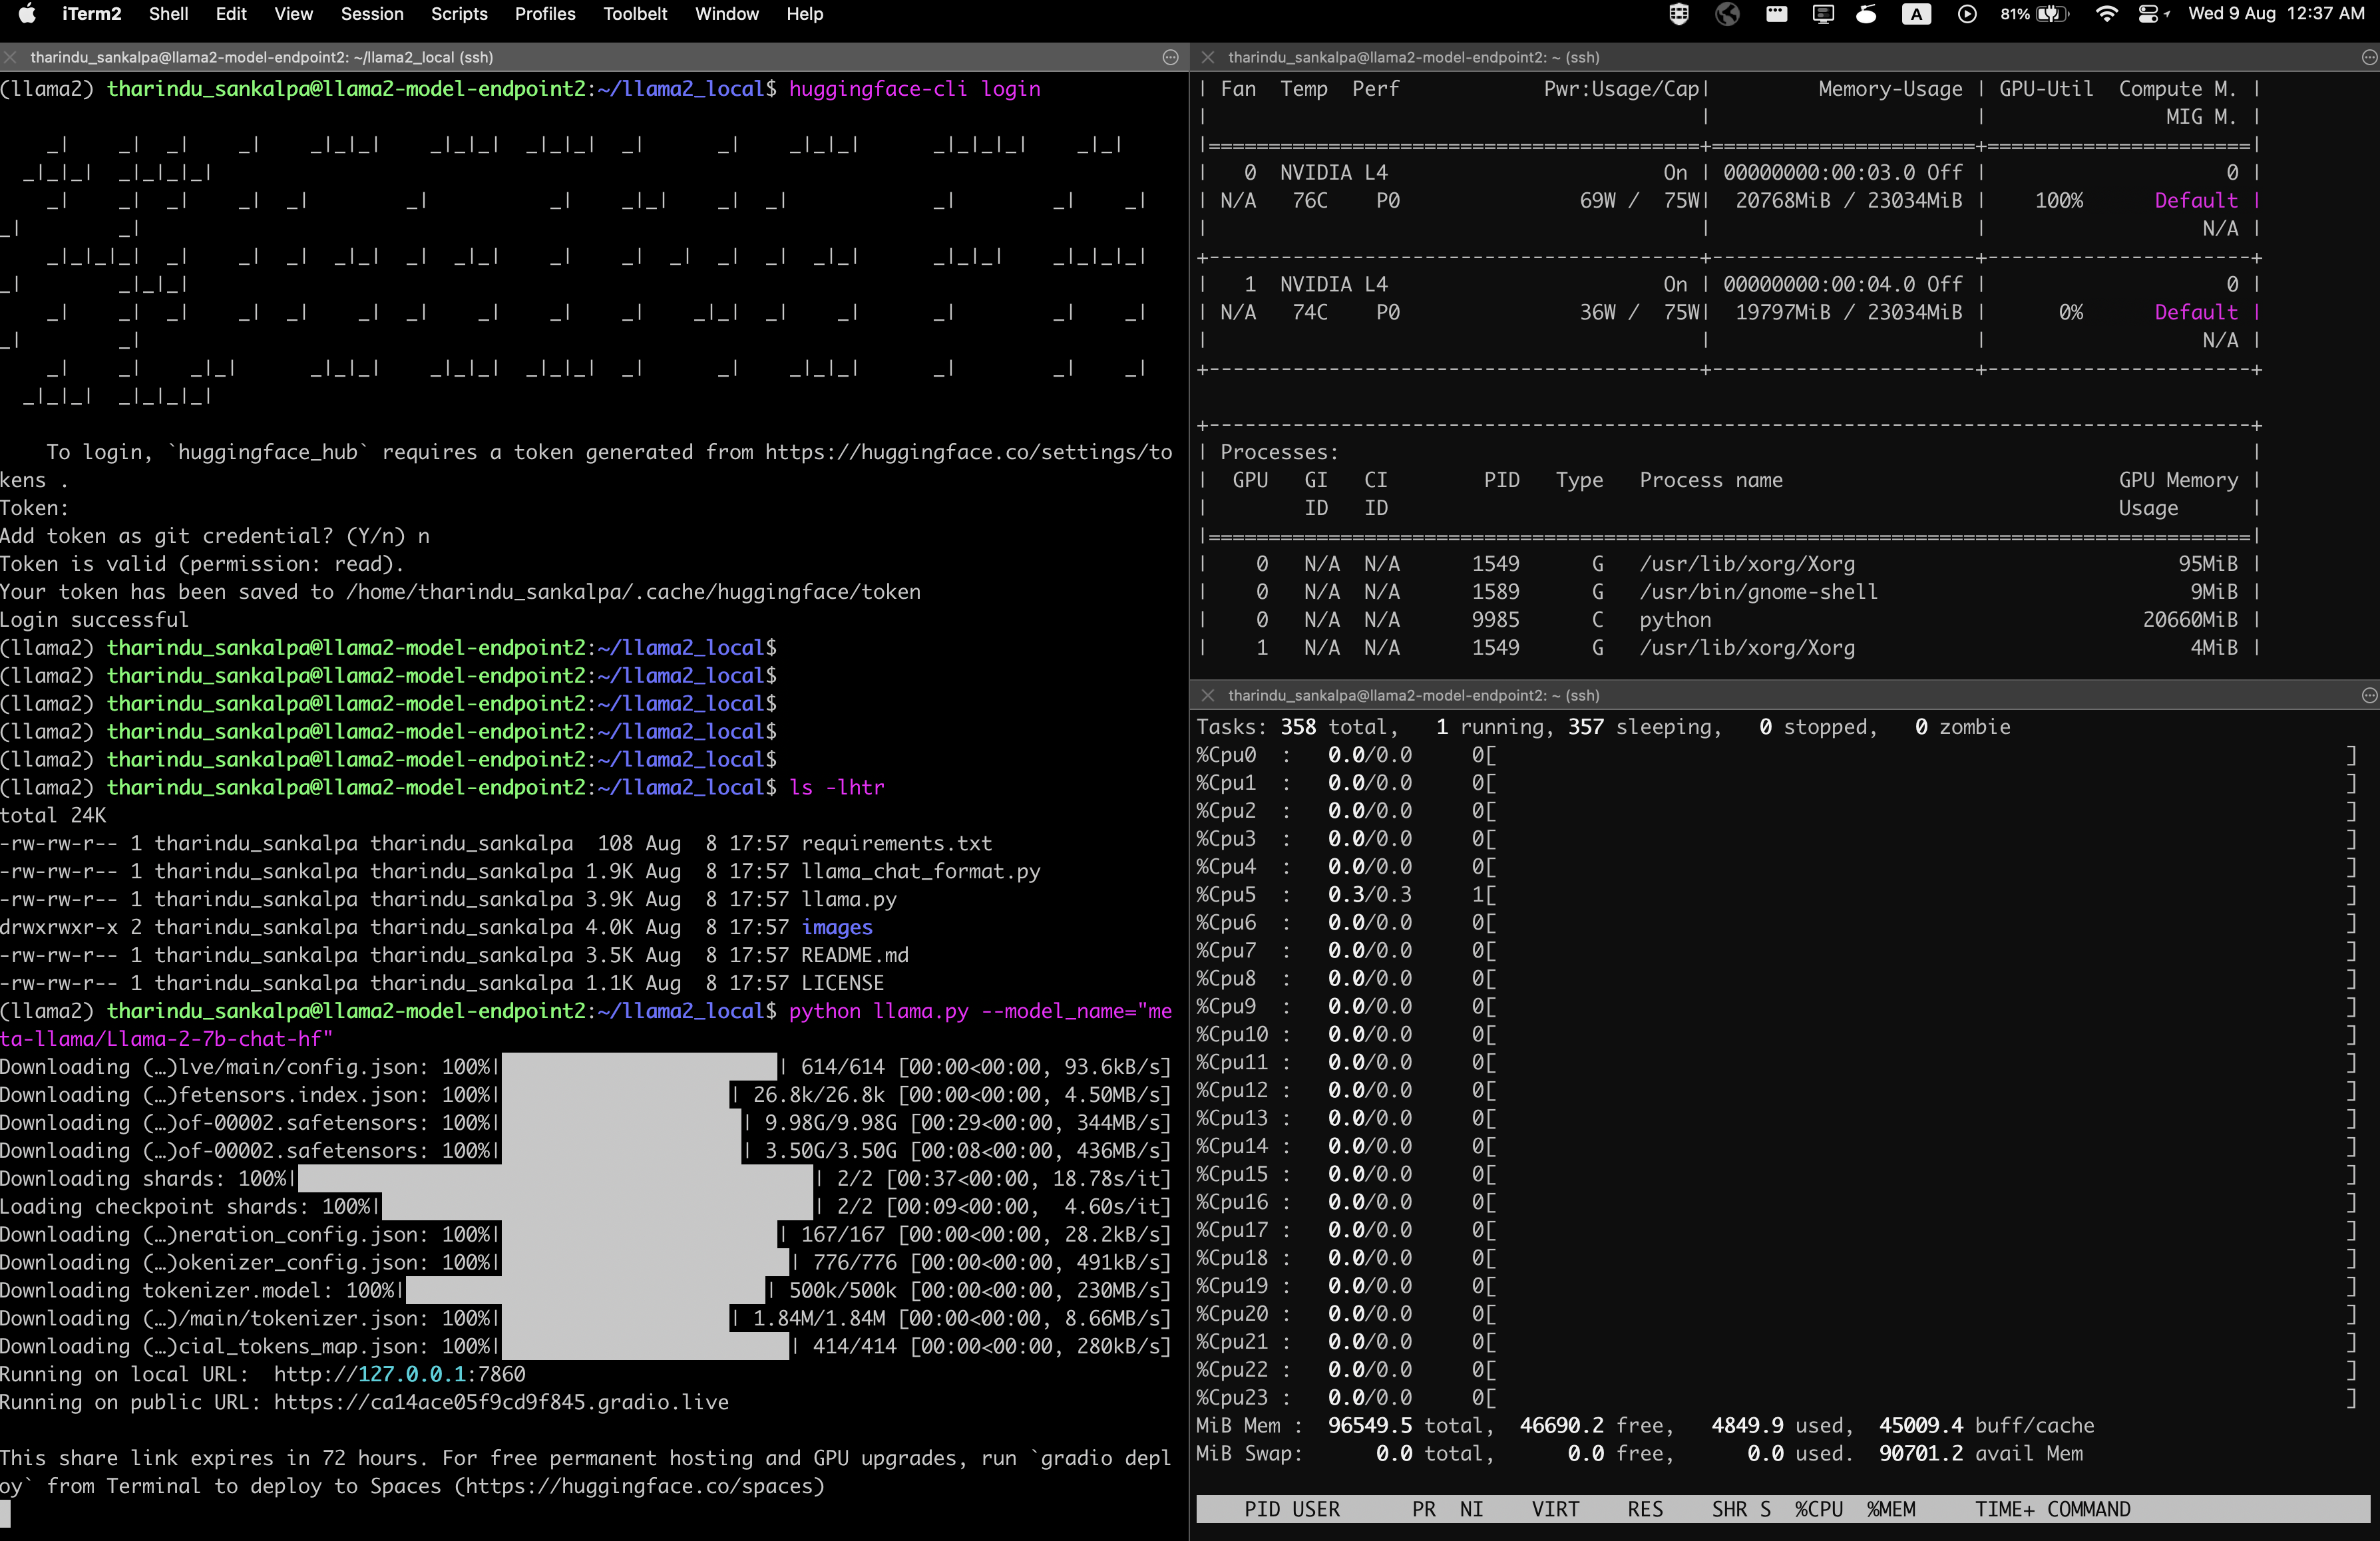 iTerm2 Shell Edit View Session Scripts Profiles Toolbelt Window Help A 81% Wed 9 Aug 12:37 AM
tharindu_sankalpa@llama2-model-endpoint2: ~/llama2_local (ssh)
(llama2) tharindu_sankalpa@llama2-model-endpoint2:~/llama2_local$ huggingface-cli login
    _|    _|  _|    _|    _|_|_|    _|_|_|  _|_|_|  _|      _|    _|_|_|      _|_|_|_|    _|_|
  _|_|_|  _|_|_|_|
    _|    _|  _|    _|  _|        _|          _|    _|_|    _|  _|            _|        _|    _|
_|        _|
    _|_|_|_|  _|    _|  _|  _|_|  _|  _|_|    _|    _|  _|  _|  _|  _|_|      _|_|_|    _|_|_|_|
_|        _|_|_|
    _|    _|  _|    _|  _|    _|  _|    _|    _|    _|    _|_|  _|    _|      _|        _|    _|
_|        _|
    _|    _|    _|_|      _|_|_|    _|_|_|  _|_|_|  _|      _|    _|_|_|      _|        _|    _|
  _|_|_|  _|_|_|_|
    To login, `huggingface_hub` requires a token generated from https://huggingface.co/settings/to
kens .
Token:
Add token as git credential? (Y/n) n
Token is valid (permission: read).
Your token has been saved to /home/tharindu_sankalpa/.cache/huggingface/token
Login successful
(llama2) tharindu_sankalpa@llama2-model-endpoint2:~/llama2_local$
(llama2) tharindu_sankalpa@llama2-model-endpoint2:~/llama2_local$
(llama2) tharindu_sankalpa@llama2-model-endpoint2:~/llama2_local$
(llama2) tharindu_sankalpa@llama2-model-endpoint2:~/llama2_local$
(llama2) tharindu_sankalpa@llama2-model-endpoint2:~/llama2_local$
(llama2) tharindu_sankalpa@llama2-model-endpoint2:~/llama2_local$ ls -lhtr
total 24K
-rw-rw-r-- 1 tharindu_sankalpa tharindu_sankalpa  108 Aug  8 17:57 requirements.txt
-rw-rw-r-- 1 tharindu_sankalpa tharindu_sankalpa 1.9K Aug  8 17:57 llama_chat_format.py
-rw-rw-r-- 1 tharindu_sankalpa tharindu_sankalpa 3.9K Aug  8 17:57 llama.py
drwxrwxr-x 2 tharindu_sankalpa tharindu_sankalpa 4.0K Aug  8 17:57 images
-rw-rw-r-- 1 tharindu_sankalpa tharindu_sankalpa 3.5K Aug  8 17:57 README.md
-rw-rw-r-- 1 tharindu_sankalpa tharindu_sankalpa 1.1K Aug  8 17:57 LICENSE
(llama2) tharindu_sankalpa@llama2-model-endpoint2:~/llama2_local$ python llama.py --model_name="me
ta-llama/Llama-2-7b-chat-hf"
Downloading (…)lve/main/config.json: 100%| | 614/614 [00:00<00:00, 93.6kB/s]
Downloading (…)fetensors.index.json: 100%| | 26.8k/26.8k [00:00<00:00, 4.50MB/s]
Downloading (…)of-00002.safetensors: 100%| | 9.98G/9.98G [00:29<00:00, 344MB/s]
Downloading (…)of-00002.safetensors: 100%| | 3.50G/3.50G [00:08<00:00, 436MB/s]
Downloading shards: 100%| | 2/2 [00:37<00:00, 18.78s/it]
Loading checkpoint shards: 100%| | 2/2 [00:09<00:00,  4.60s/it]
Downloading (…)neration_config.json: 100%| | 167/167 [00:00<00:00, 28.2kB/s]
Downloading (…)okenizer_config.json: 100%| | 776/776 [00:00<00:00, 491kB/s]
Downloading tokenizer.model: 100%| | 500k/500k [00:00<00:00, 230MB/s]
Downloading (…)/main/tokenizer.json: 100%| | 1.84M/1.84M [00:00<00:00, 8.66MB/s]
Downloading (…)cial_tokens_map.json: 100%| | 414/414 [00:00<00:00, 280kB/s]
Running on local URL:  http://127.0.0.1:7860
Running on public URL: https://ca14ace05f9cd9f845.gradio.live
This share link expires in 72 hours. For free permanent hosting and GPU upgrades, run `gradio depl
oy` from Terminal to deploy to Spaces (https://huggingface.co/spaces)
tharindu_sankalpa@llama2-model-endpoint2: ~ (ssh)
| Fan  Temp  Perf            Pwr:Usage/Cap|         Memory-Usage | GPU-Util  Compute M. |
|                                         |                      |               MIG M. |
|=========================================+======================+======================|
|   0  NVIDIA L4                       On | 00000000:00:03.0 Off |                    0 |
| N/A   76C    P0               69W /  75W|  20768MiB / 23034MiB |    100%      Default |
|                                         |                      |                  N/A |
+-----------------------------------------+----------------------+----------------------+
|   1  NVIDIA L4                       On | 00000000:00:04.0 Off |                    0 |
| N/A   74C    P0               36W /  75W|  19797MiB / 23034MiB |      0%      Default |
|                                         |                      |                  N/A |
+-----------------------------------------+----------------------+----------------------+
+---------------------------------------------------------------------------------------+
| Processes:                                                                            |
|  GPU   GI   CI        PID   Type   Process name                            GPU Memory |
|        ID   ID                                                             Usage      |
|=======================================================================================|
|    0   N/A  N/A      1549      G   /usr/lib/xorg/Xorg                           95MiB |
|    0   N/A  N/A      1589      G   /usr/bin/gnome-shell                          9MiB |
|    0   N/A  N/A      9985      C   python                                    20660MiB |
|    1   N/A  N/A      1549      G   /usr/lib/xorg/Xorg                            4MiB |
tharindu_sankalpa@llama2-model-endpoint2: ~ (ssh)
Tasks: 358 total,   1 running, 357 sleeping,   0 stopped,   0 zombie
%Cpu0  :   0.0/0.0     0[ ]
%Cpu1  :   0.0/0.0     0[ ]
%Cpu2  :   0.0/0.0     0[ ]
%Cpu3  :   0.0/0.0     0[ ]
%Cpu4  :   0.0/0.0     0[ ]
%Cpu5  :   0.3/0.3     1[ ]
%Cpu6  :   0.0/0.0     0[ ]
%Cpu7  :   0.0/0.0     0[ ]
%Cpu8  :   0.0/0.0     0[ ]
%Cpu9  :   0.0/0.0     0[ ]
%Cpu10 :   0.0/0.0     0[ ]
%Cpu11 :   0.0/0.0     0[ ]
%Cpu12 :   0.0/0.0     0[ ]
%Cpu13 :   0.0/0.0     0[ ]
%Cpu14 :   0.0/0.0     0[ ]
%Cpu15 :   0.0/0.0     0[ ]
%Cpu16 :   0.0/0.0     0[ ]
%Cpu17 :   0.0/0.0     0[ ]
%Cpu18 :   0.0/0.0     0[ ]
%Cpu19 :   0.0/0.0     0[ ]
%Cpu20 :   0.0/0.0     0[ ]
%Cpu21 :   0.0/0.0     0[ ]
%Cpu22 :   0.0/0.0     0[ ]
%Cpu23 :   0.0/0.0     0[ ]
MiB Mem :  96549.5 total,  46690.2 free,   4849.9 used,  45009.4 buff/cache
MiB Swap:      0.0 total,      0.0 free,      0.0 used.  90701.2 avail Mem
PID USER      PR  NI    VIRT    RES    SHR S  %CPU  %MEM     TIME+ COMMAND